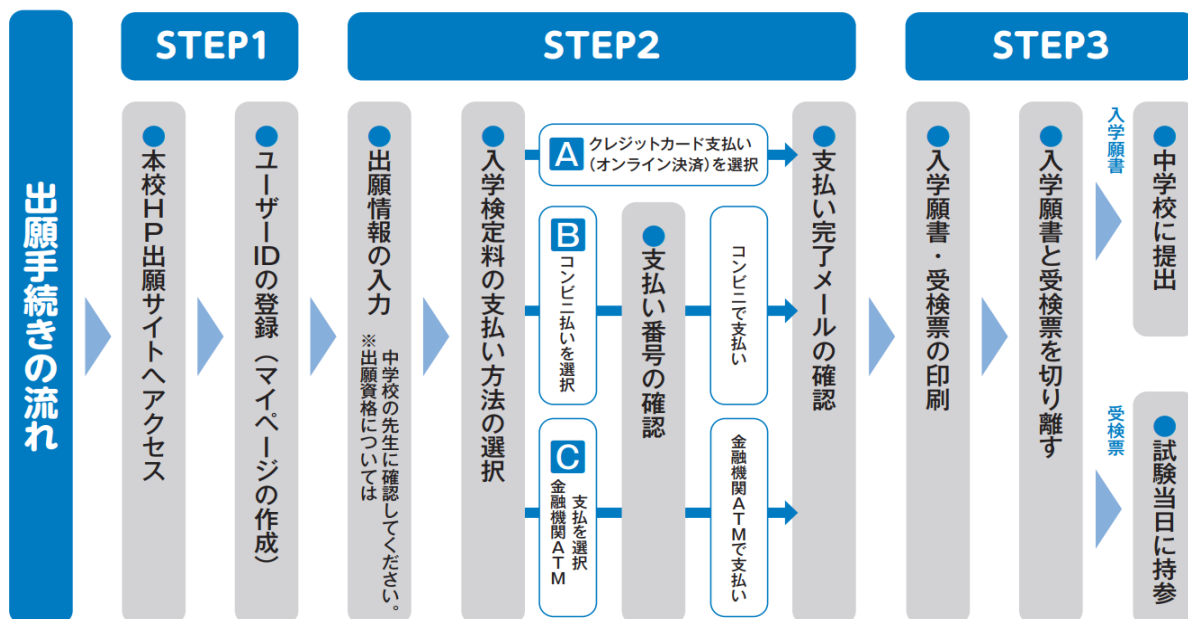 出願手続きの流れ
STEP1
●本校HP出願サイトへアクセス
●ユーザーIDの登録（マイページの作成）
STEP2
●出願情報の入力
※出願資格については
中学校の先生に確認してください。
●入学検定料の支払い方法の選択
A クレジットカード支払い
（オンライン決済）を選択
B コンビニ払いを選択
C 金融機関ATM
支払を選択
●支払い番号の確認
コンビニで支払い
金融機関ATMで支払い
●支払い完了メールの確認
STEP3
●入学願書・受検票の印刷
●入学願書と受検票を切り離す
入学願書
●中学校に提出
受検票
●試験当日に持参